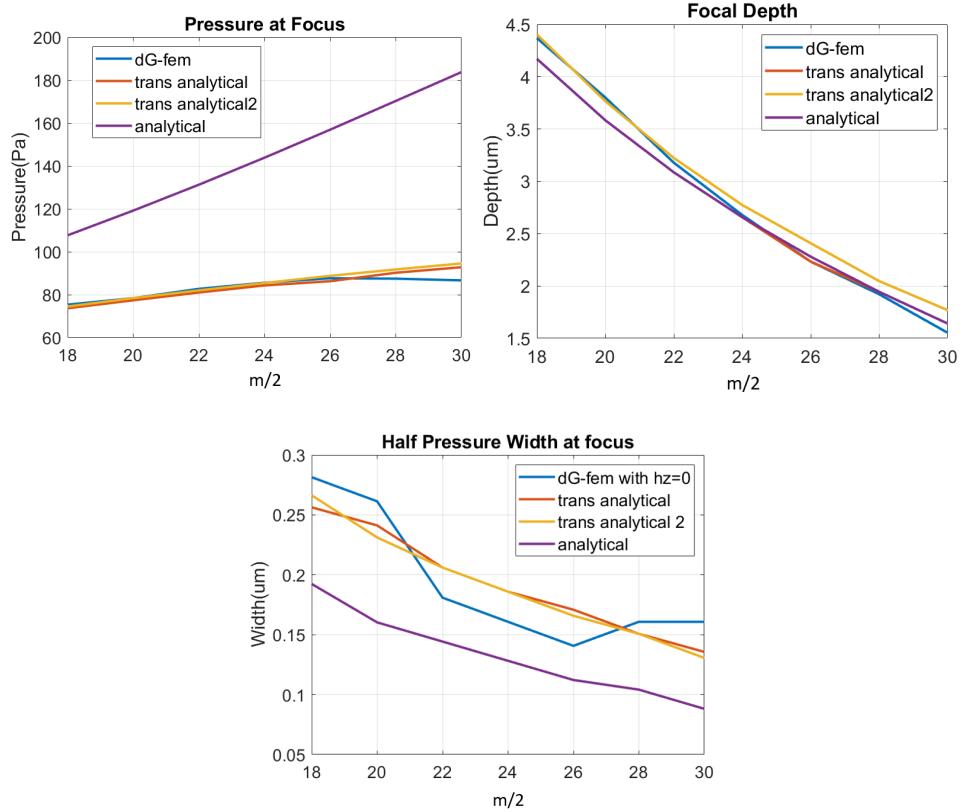 Pressure at Focus
Pressure(Pa)
200
180
160
140
120
100
80
60
dG-fem
trans analytical
trans analytical2
analytical
18 20 22 24 26 28 30
m/2
Focal Depth
Depth(um)
4.5
4
3.5
3
2.5
2
1.5
dG-fem
trans analytical
trans analytical2
analytical
18 20 22 24 26 28 30
m/2
Half Pressure Width at focus
Width(um)
0.3
0.25
0.2
0.15
0.1
0.05
dG-fem with hz=0
trans analytical
trans analytical 2
analytical
18 20 22 24 26 28 30
m/2